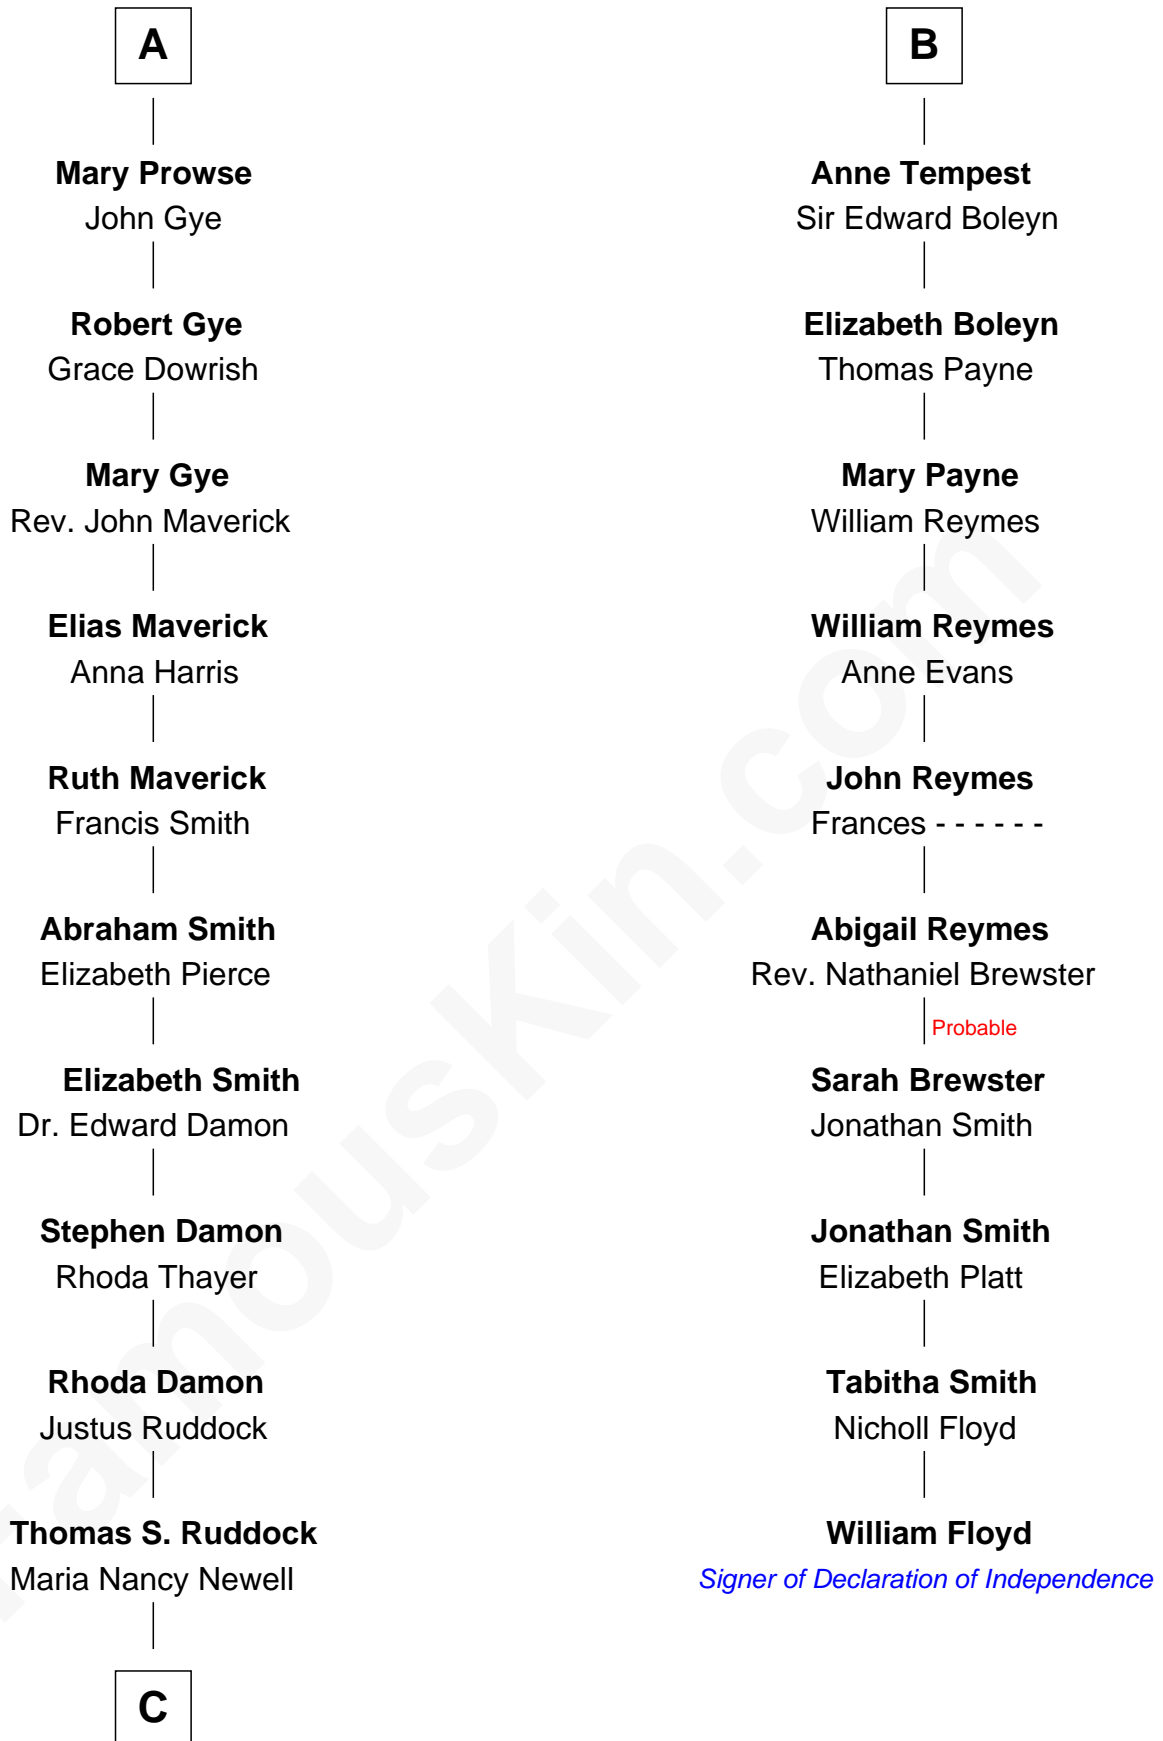 A
Mary Prowse
John Gye
Robert Gye
Grace Dowrish
Mary Gye
Rev. John Maverick
Elias Maverick
Anna Harris
Ruth Maverick
Francis Smith
Abraham Smith
Elizabeth Pierce
Elizabeth Smith
Dr. Edward Damon
Stephen Damon
Rhoda Thayer
Rhoda Damon
Justus Ruddock
Thomas S. Ruddock
Maria Nancy Newell
C
B
Anne Tempest
Sir Edward Boleyn
Elizabeth Boleyn
Thomas Payne
Mary Payne
William Reymes
William Reymes
Anne Evans
John Reymes
Frances - - - - - -
Abigail Reymes
Rev. Nathaniel Brewster
Probable
Sarah Brewster
Jonathan Smith
Jonathan Smith
Elizabeth Platt
Tabitha Smith
Nicholl Floyd
William Floyd
Signer of Declaration of Independence
FamousKin.com